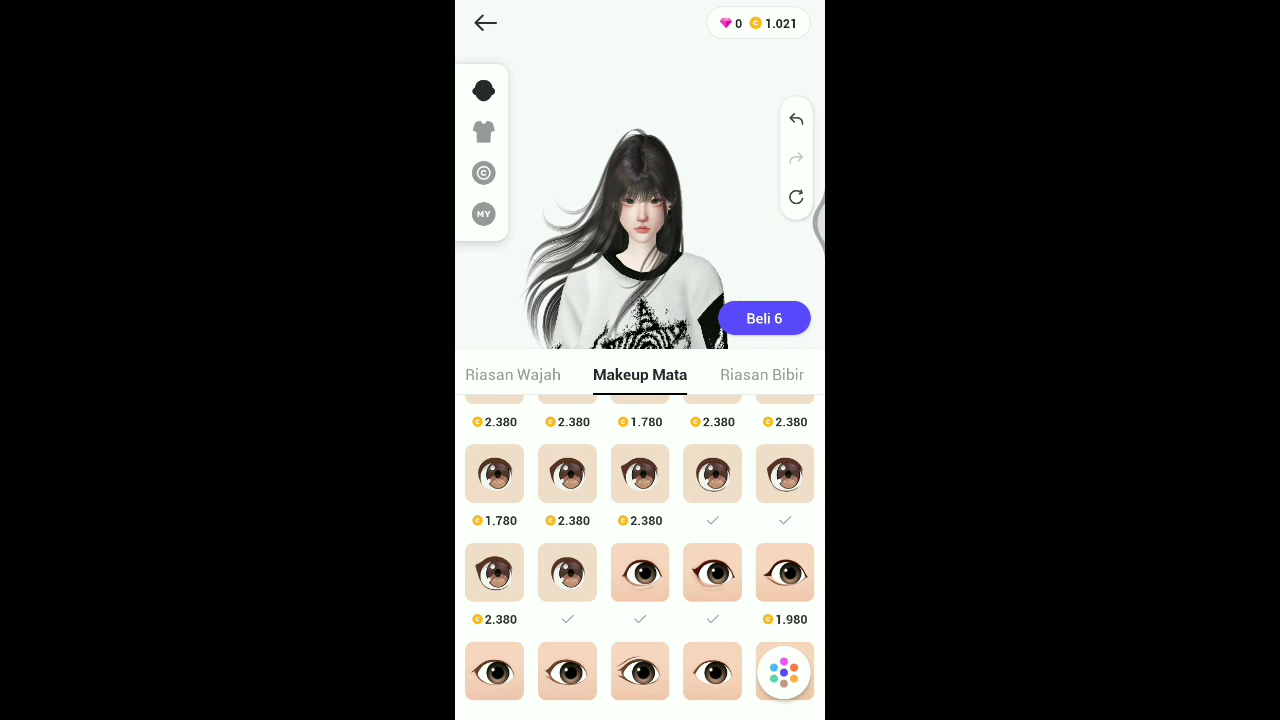 0 C 1.021
C
MY
Beli 6
Riasan Wajah Makeup Mata Riasan Bibir
C 2.380 C 2.380 C 1.780 C 2.380 C 2.380
C 1.780 C 2.380 C 2.380
C 2.380 C 1.980